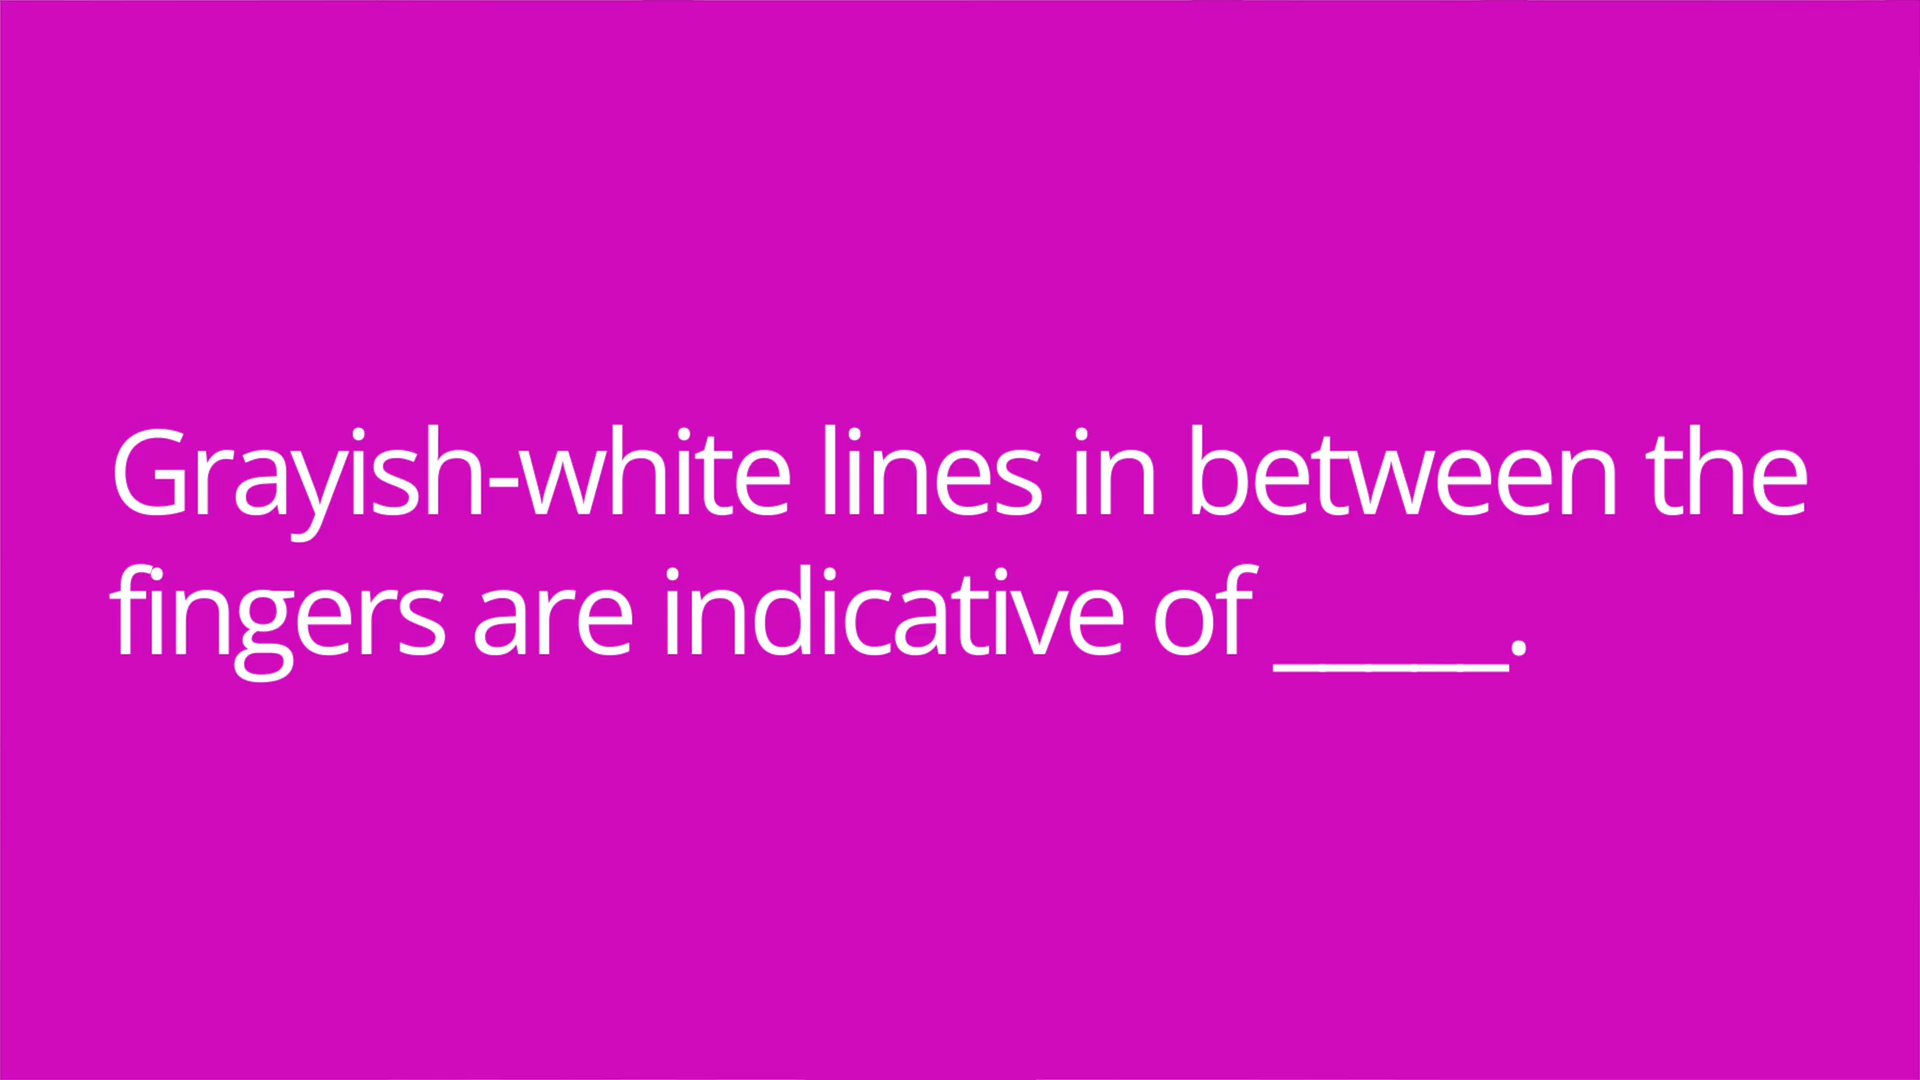 Grayish-white lines in between the
fingers are indicative of _____.